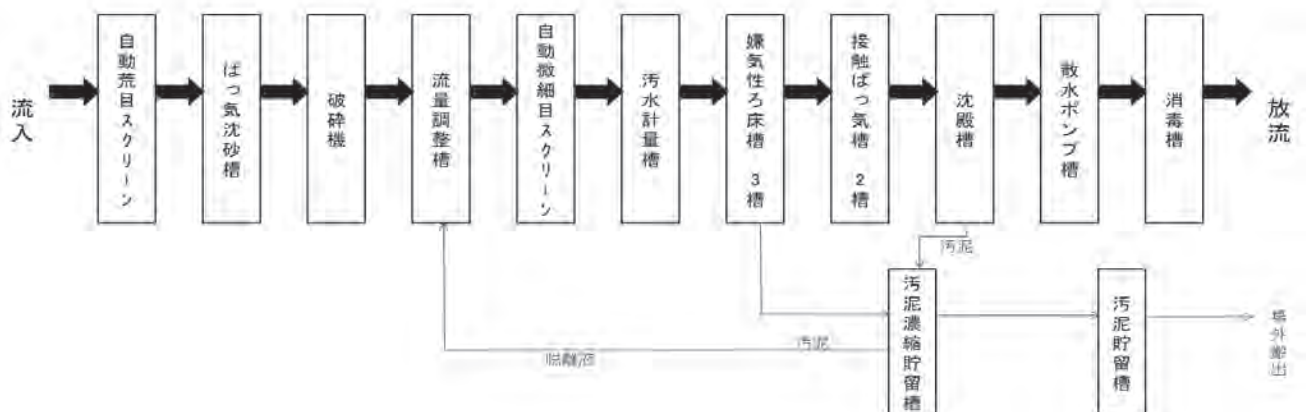 流入
自動荒目スクリーン
ばっ気沈砂槽
破砕機
流量調整槽
自動微細目スクリーン
汚水計量槽
嫌気性ろ床槽 3槽
接触ばっ気槽 2槽
沈殿槽
散水ポンプ槽
消毒槽
放流
汚泥
汚泥濃縮貯留槽
汚泥貯留槽
場外搬出
汚泥
脱離液